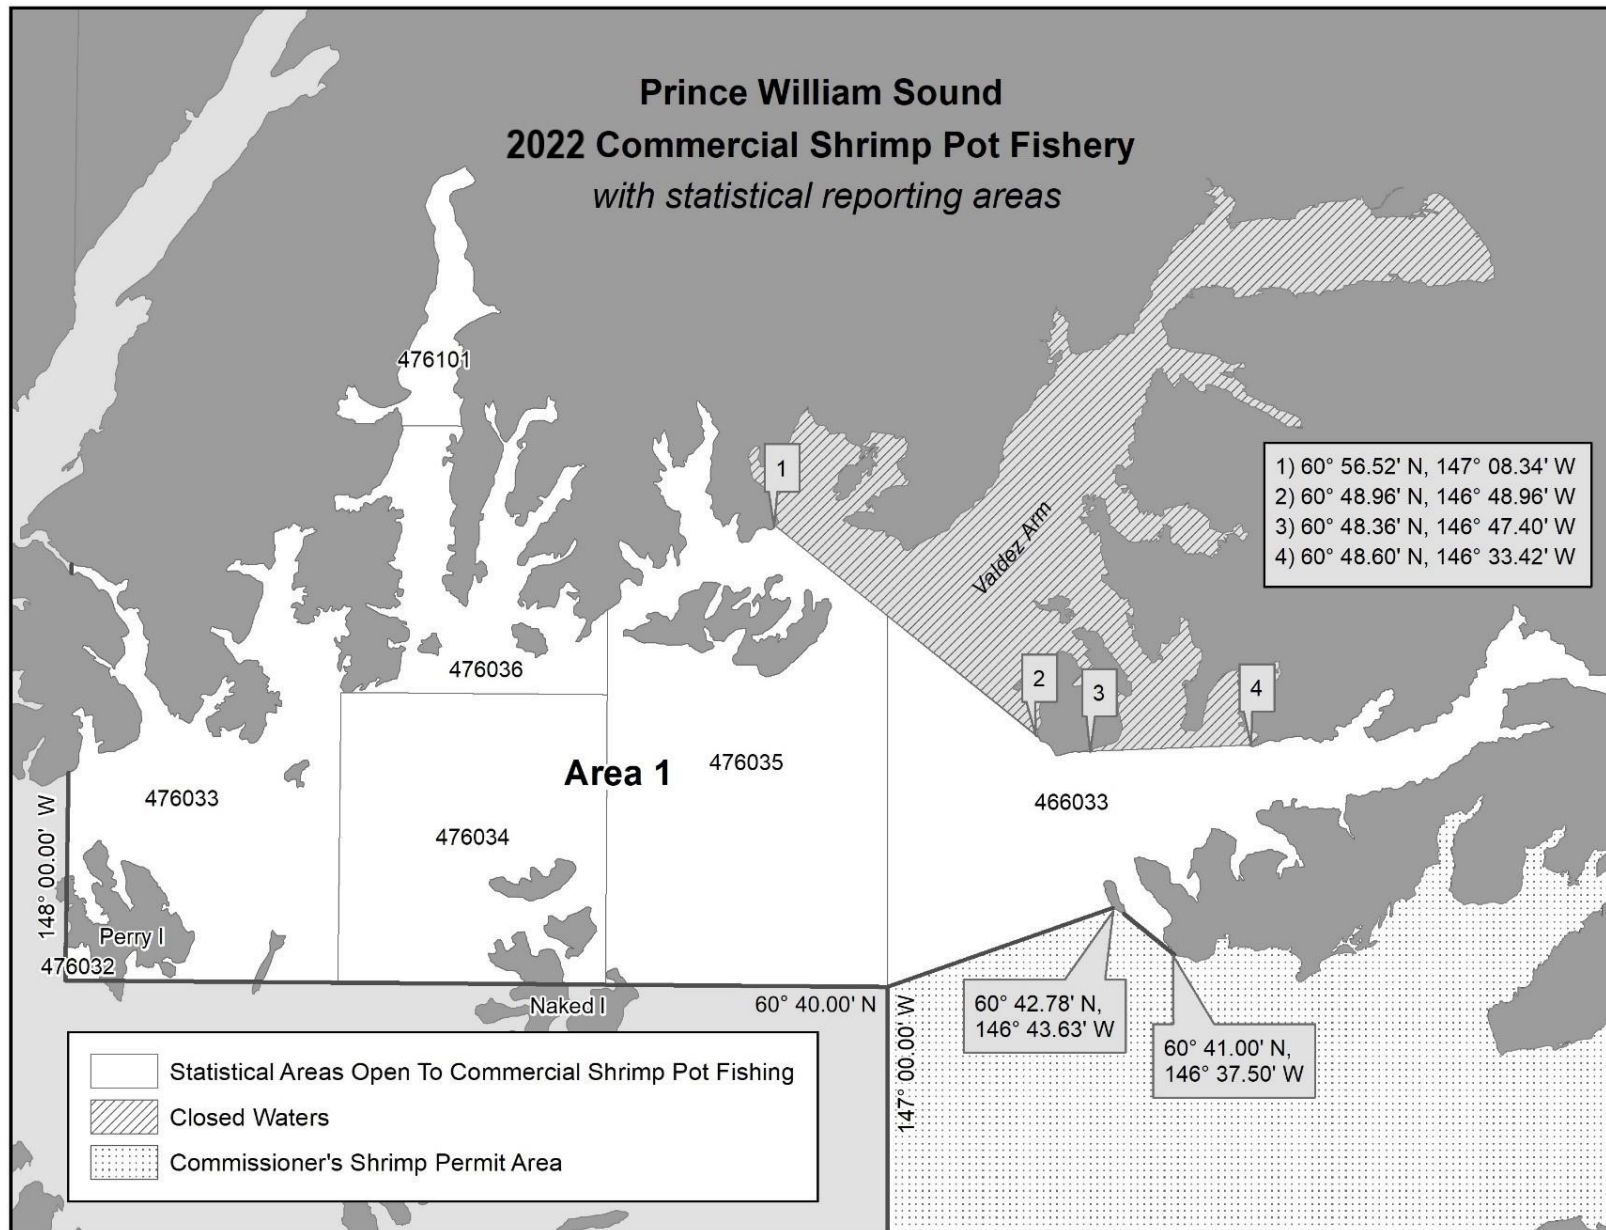 Prince William Sound
2022 Commercial Shrimp Pot Fishery
with statistical reporting areas
476101
1
1) 60° 56.52' N, 147° 08.34' W
2) 60° 48.96' N, 146° 48.96' W
3) 60° 48.36' N, 146° 47.40' W
4) 60° 48.60' N, 146° 33.42' W
Valdez Arm
476036
2
3
4
Area 1
476035
476033
466033
476034
148° 00.00' W
Perry I
476032
Naked I
60° 40.00' N
147° 00.00' W
60° 42.78' N,
146° 43.63' W
60° 41.00' N,
146° 37.50' W
Statistical Areas Open To Commercial Shrimp Pot Fishing
Closed Waters
Commissioner's Shrimp Permit Area